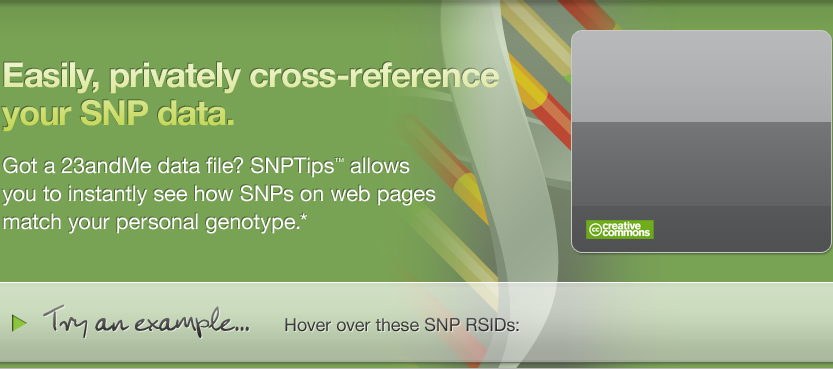 Easily, privately cross-reference
your SNP data.
Got a 23andMe data file? SNPTips™ allows
you to instantly see how SNPs on web pages
match your personal genotype.*
cc creative
commons
Try an example...
Hover over these SNP RSIDs: